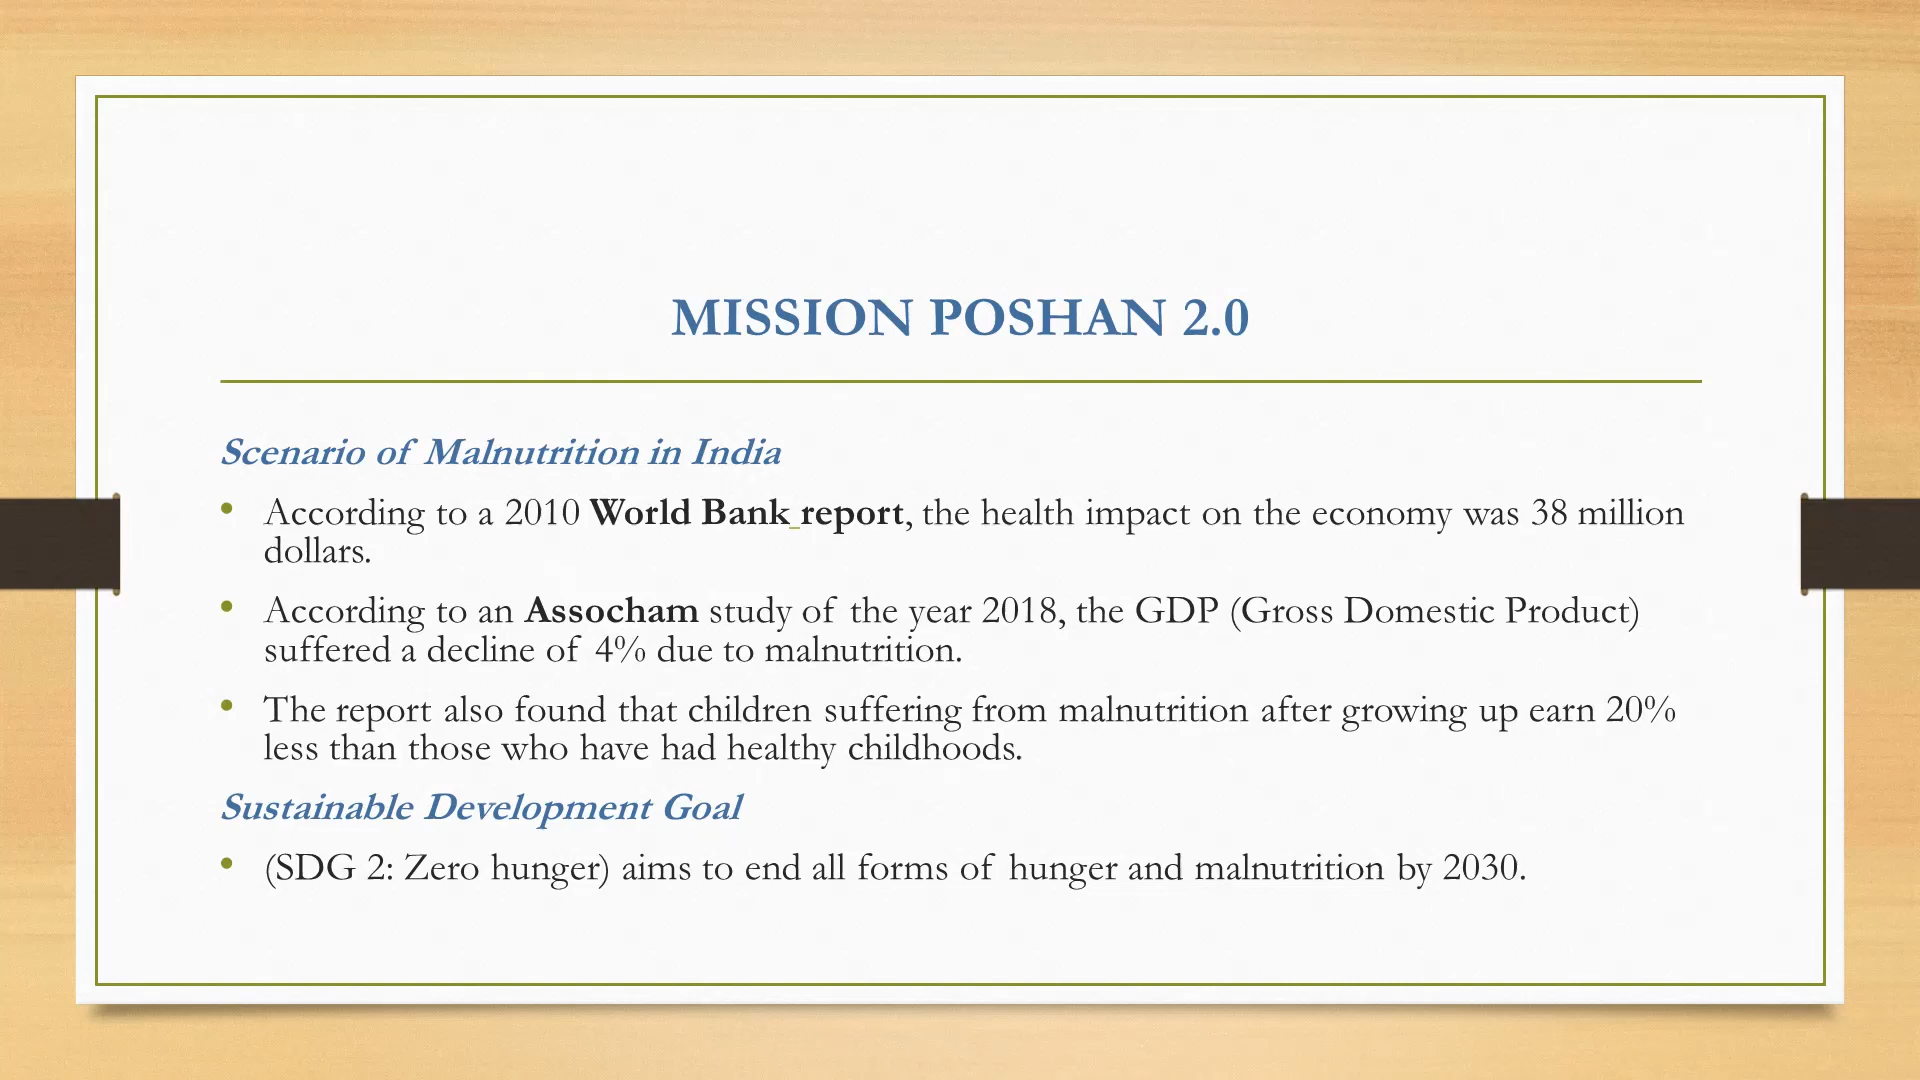 MISSION POSHAN 2.0
Scenario of Malnutrition in India
• According to a 2010 World Bank report, the health impact on the economy was 38 million
dollars.
• According to an Assocham study of the year 2018, the GDP (Gross Domestic Product)
suffered a decline of 4% due to malnutrition.
• The report also found that children suffering from malnutrition after growing up earn 20%
less than those who have had healthy childhoods.
Sustainable Development Goal
• (SDG 2: Zero hunger) aims to end all forms of hunger and malnutrition by 2030.